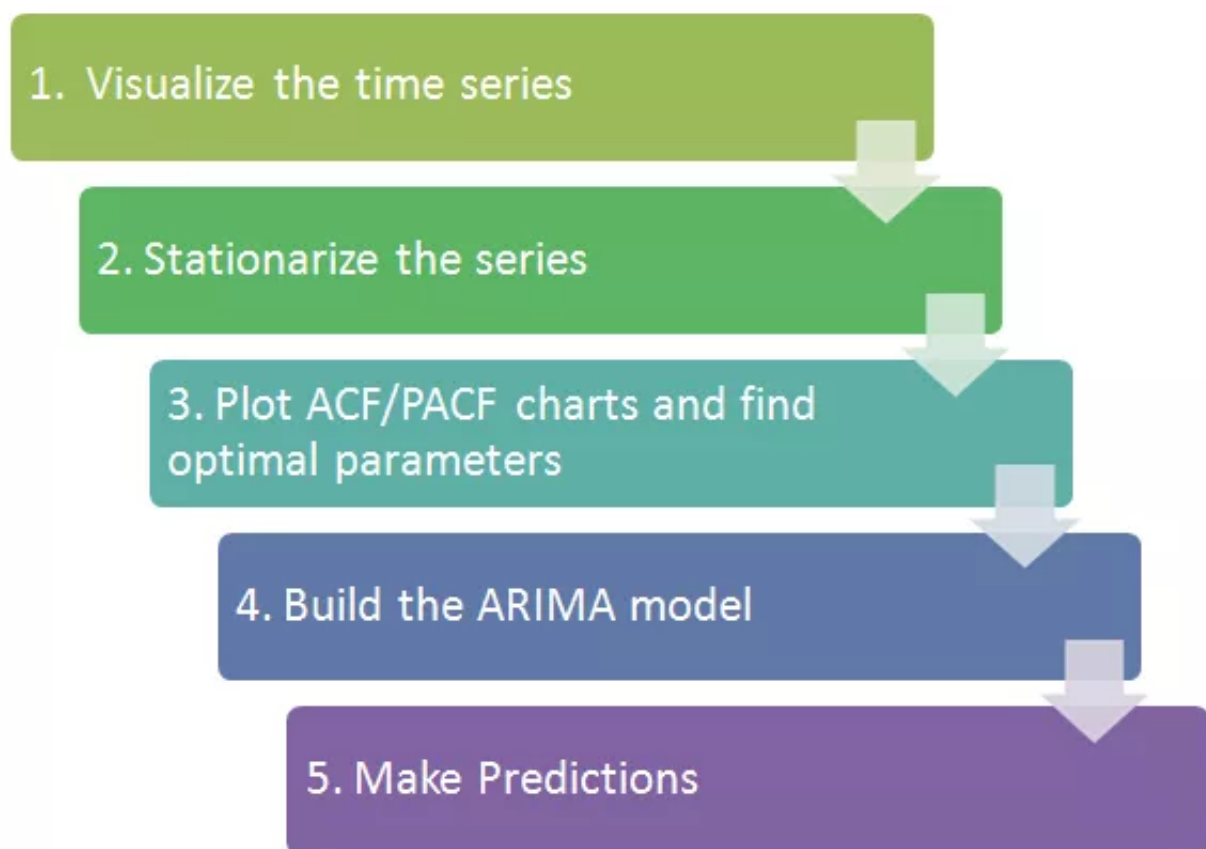 1. Visualize the time series
2. Stationarize the series
3. Plot ACF/PACF charts and find
optimal parameters
4. Build the ARIMA model
5. Make Predictions